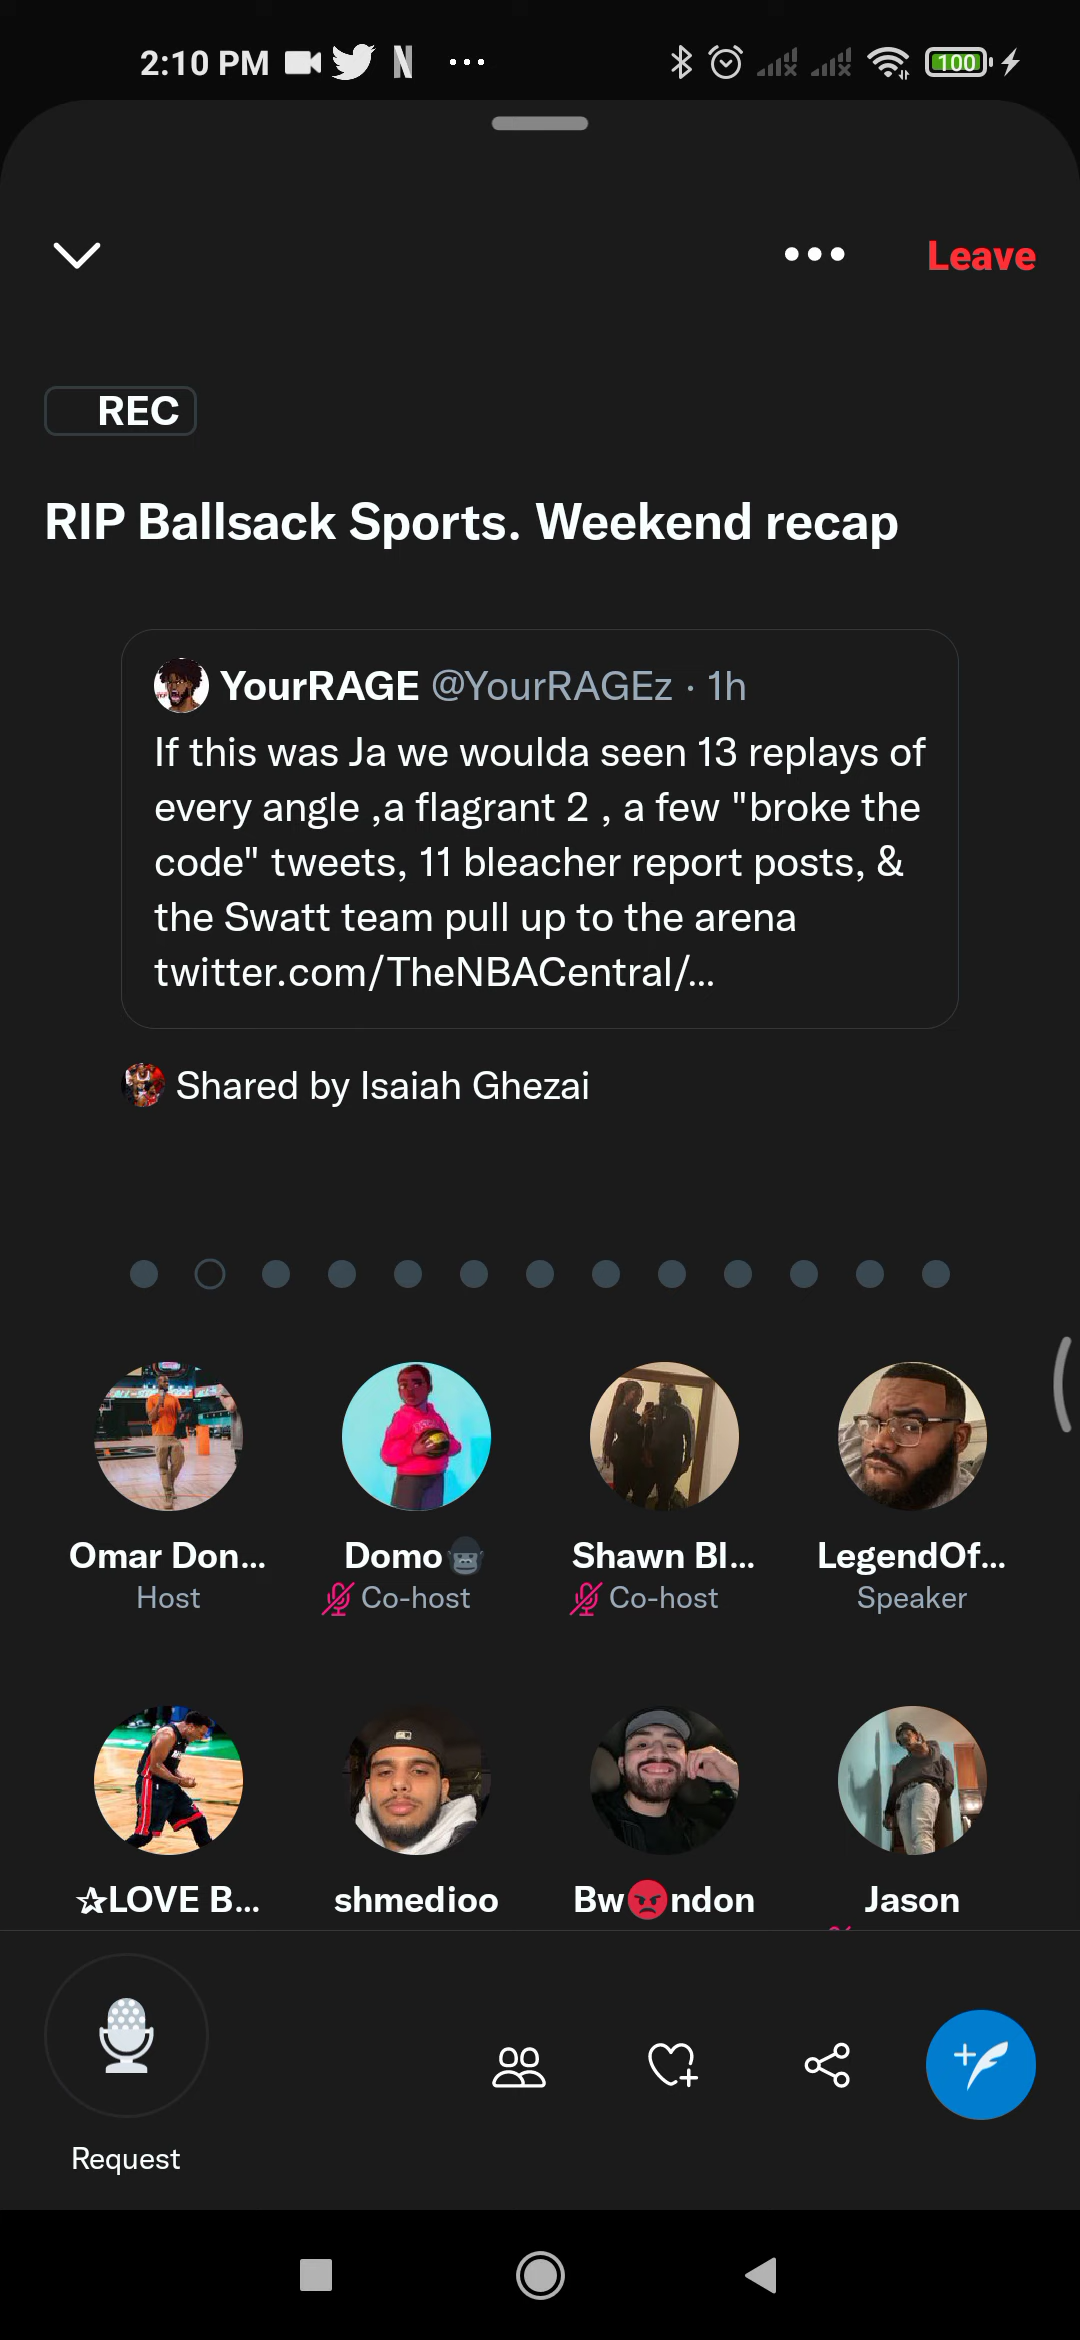 2:10 PM
100
Leave
REC
RIP Ballsack Sports. Weekend recap
YourRAGE @YourRAGEz · 1h
If this was Ja we woulda seen 13 replays of
every angle ,a flagrant 2 , a few "broke the
code" tweets, 11 bleacher report posts, &
the Swatt team pull up to the arena
twitter.com/TheNBACentral/...
Shared by Isaiah Ghezai
Omar Don... Domo🦍 Shawn Bl... LegendOf...
Host Co-host Co-host Speaker
☆LOVE B... shmedioo Bw😡ndon Jason
Request